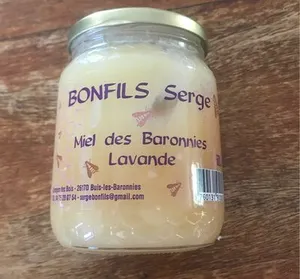 BONFILS Serge
Miel des Baronnies
Lavande
26170 Buis-les-Baronnies
sergebonfils@gmail.com